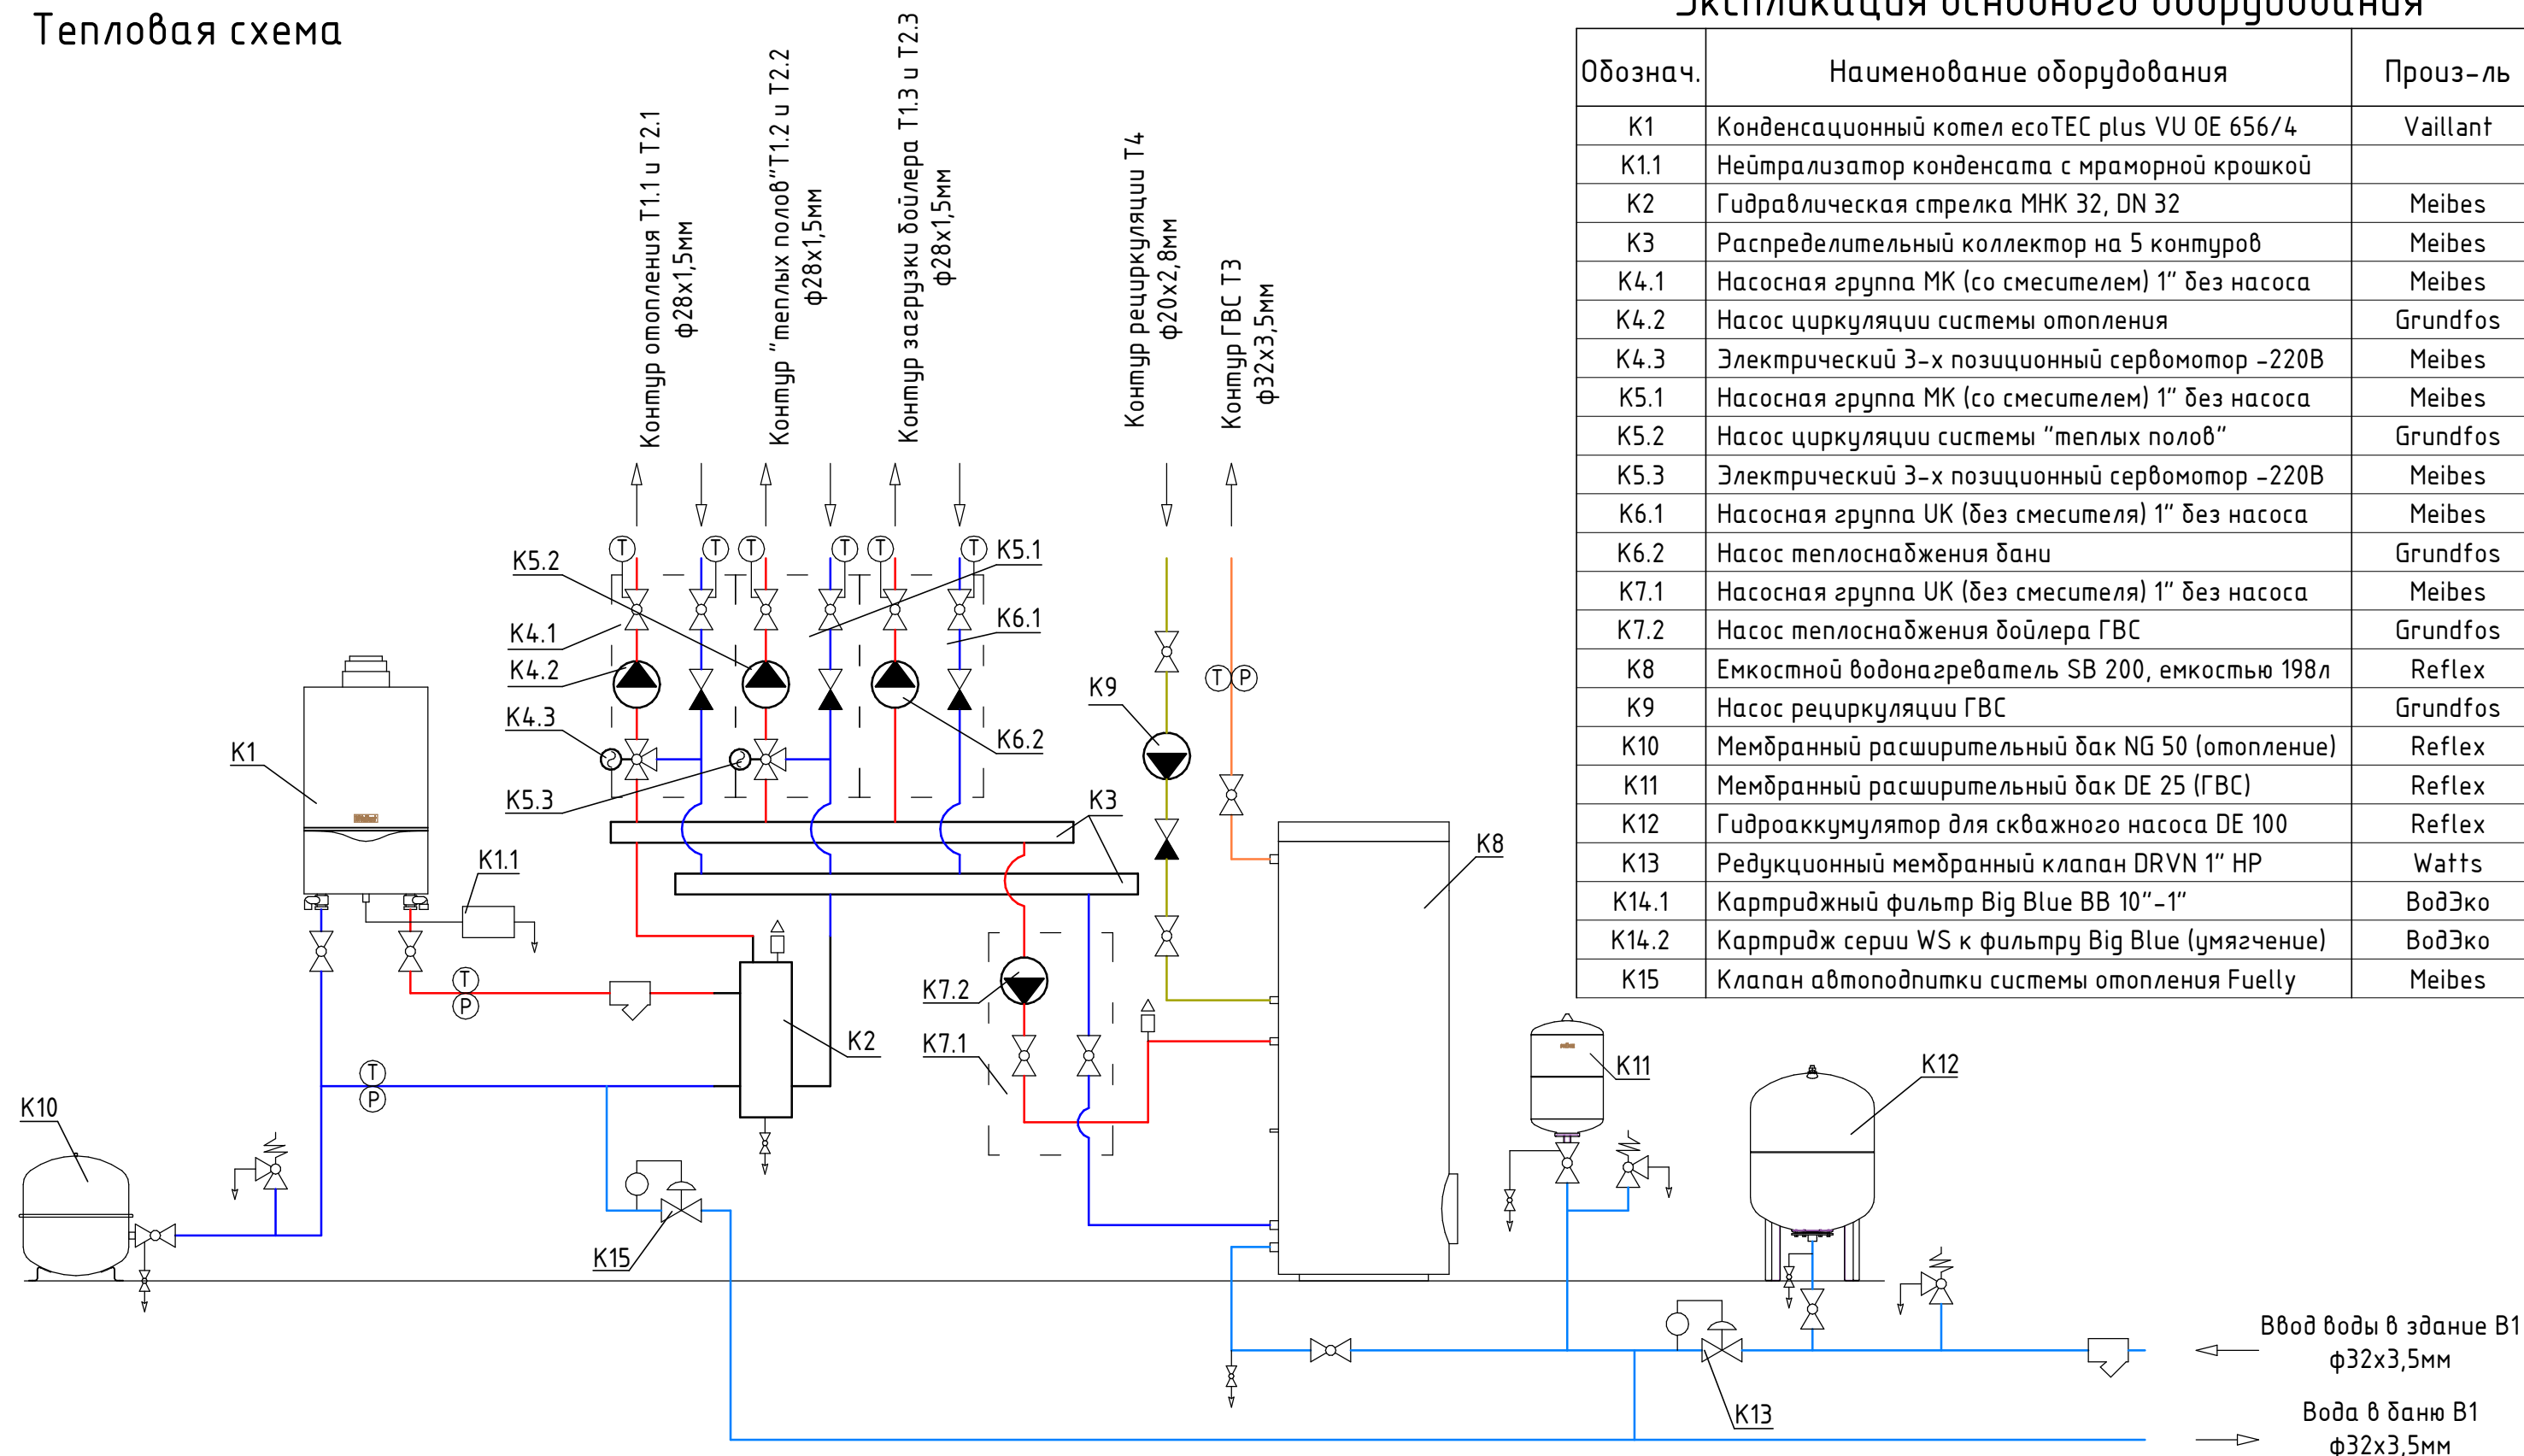 Тепловая схема
Экспликация основного оборудования
Обознач. Наименование оборудования Произ-ль
К1 Конденсационный котел ecoTEC plus VU OE 656/4 Vaillant
К1.1 Нейтрализатор конденсата с мраморной крошкой
К2 Гидравлическая стрелка МНК 32, DN 32 Meibes
К3 Распределительный коллектор на 5 контуров Meibes
К4.1 Насосная группа МК (со смесителем) 1" без насоса Meibes
К4.2 Насос циркуляции системы отопления Grundfos
К4.3 Электрический 3-х позиционный сервомотор -220В Meibes
К5.1 Насосная группа МК (со смесителем) 1" без насоса Meibes
К5.2 Насос циркуляции системы "теплых полов" Grundfos
К5.3 Электрический 3-х позиционный сервомотор -220В Meibes
К6.1 Насосная группа UK (без смесителя) 1" без насоса Meibes
К6.2 Насос теплоснабжения бани Grundfos
К7.1 Насосная группа UK (без смесителя) 1" без насоса Meibes
К7.2 Насос теплоснабжения бойлера ГВС Grundfos
К8 Емкостной водонагреватель SB 200, емкостью 198л Reflex
К9 Насос рециркуляции ГВС Grundfos
К10 Мембранный расширительный бак NG 50 (отопление) Reflex
К11 Мембранный расширительный бак DE 25 (ГВС) Reflex
К12 Гидроаккумулятор для скважного насоса DE 100 Reflex
К13 Редукционный мембранный клапан DRVN 1" НР Watts
К14.1 Картриджный фильтр Big Blue BB 10"-1" ВодЭко
К14.2 Картридж серии WS к фильтру Big Blue (умягчение) ВодЭко
К15 Клапан автоподпитки системы отопления Fuelly Meibes
Контур отопления Т1.1 и Т2.1
ф28х1,5мм
Контур "теплых полов"Т1.2 и Т2.2
ф28х1,5мм
Контур загрузки бойлера Т1.3 и Т2.3
ф28х1,5мм
Контур рециркуляции Т4
ф20х2,8мм
Контур ГВС Т3
ф32х3,5мм
Т Т Т Т Т Т
К5.2
К5.1
К4.1
К6.1
К4.2
Т Р
К9
К4.3
К6.2
К1
К5.3
К3
К8
К1.1
Т
Р
К7.2
К2
К7.1
К11
К12
Т
Р
К10
К15
К13
Ввод воды в здание В1
ф32х3,5мм
Вода в баню В1
ф32х3,5мм